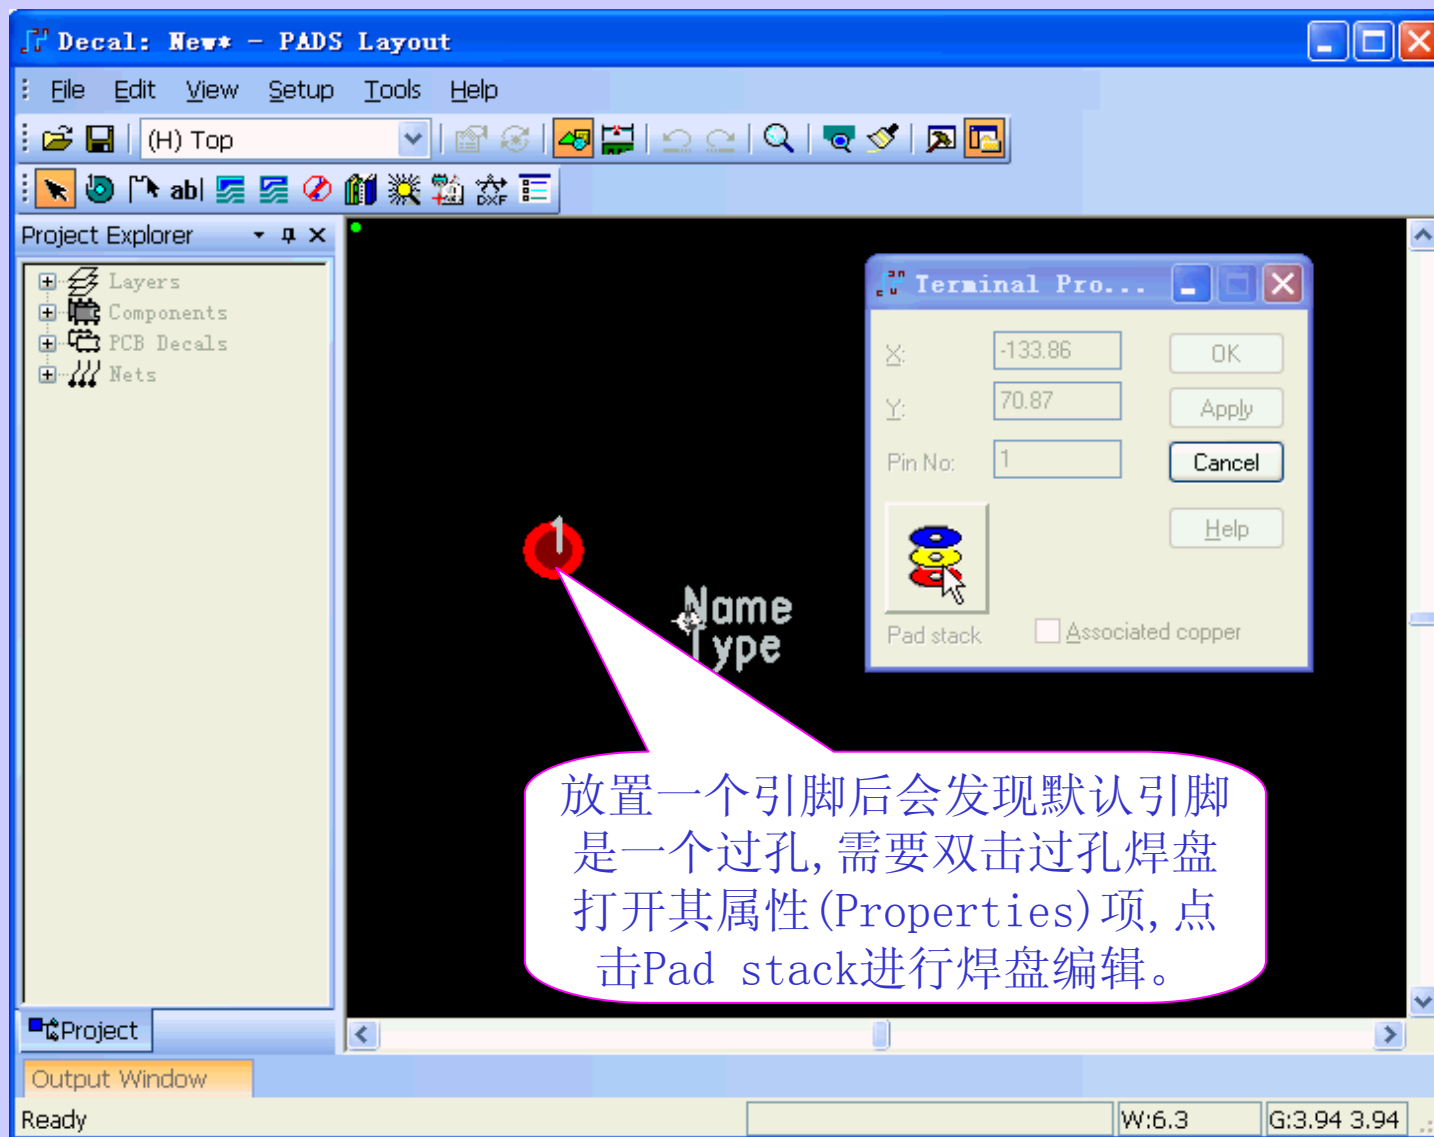 Decal: New* - PADS Layout
File Edit View Setup Tools Help
(H) Top
abl DXF
Project Explorer
Layers
Components
PCB Decals
Nets
Terminal Pro...
X: -133.86 OK
Y: 70.87 Apply
Pin No: 1 Cancel
Help
Pad stack Associated copper
1
Name
Type
放置一个引脚后会发现默认引脚
是一个过孔,需要双击过孔焊盘
打开其属性(Properties)项,点
击Pad stack进行焊盘编辑。
Project
Output Window
Ready W:6.3 G:3.94 3.94